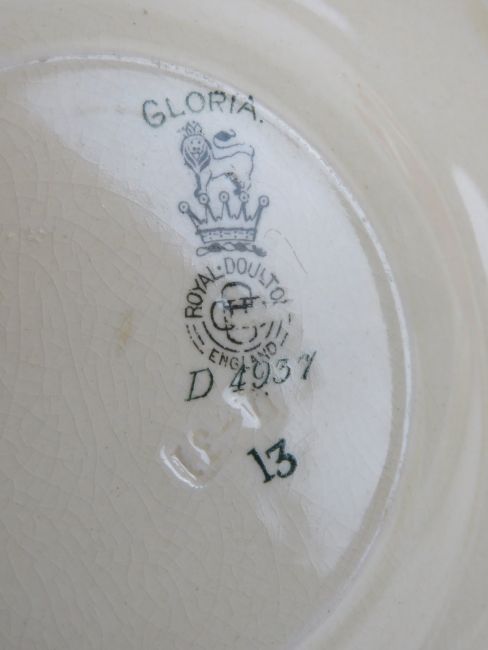 GLORIA.
ROYAL·DOULTON
ENGLAND
D 4937
13